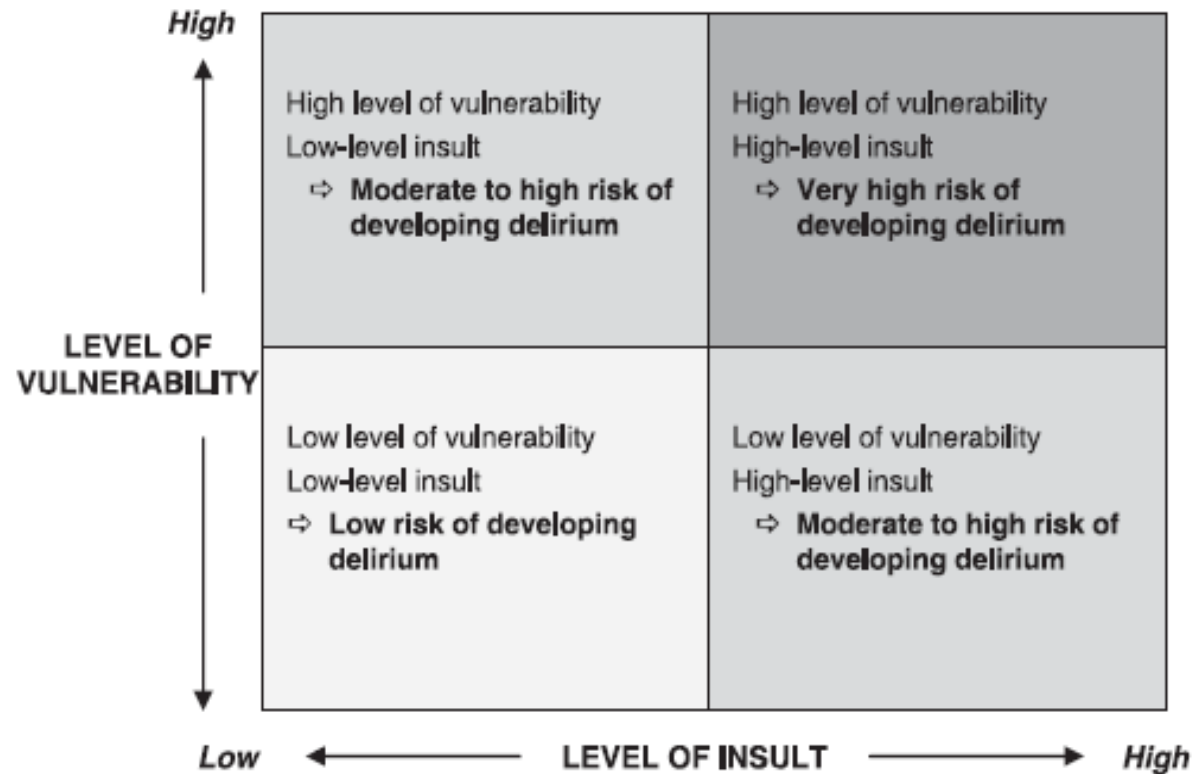 High
High level of vulnerability
Low-level insult
⇨ Moderate to high risk of
developing delirium
High level of vulnerability
High-level insult
⇨ Very high risk of
developing delirium
LEVEL OF
VULNERABILITY
Low level of vulnerability
Low-level insult
⇨ Low risk of developing
delirium
Low level of vulnerability
High-level insult
⇨ Moderate to high risk of
developing delirium
Low
LEVEL OF INSULT
High